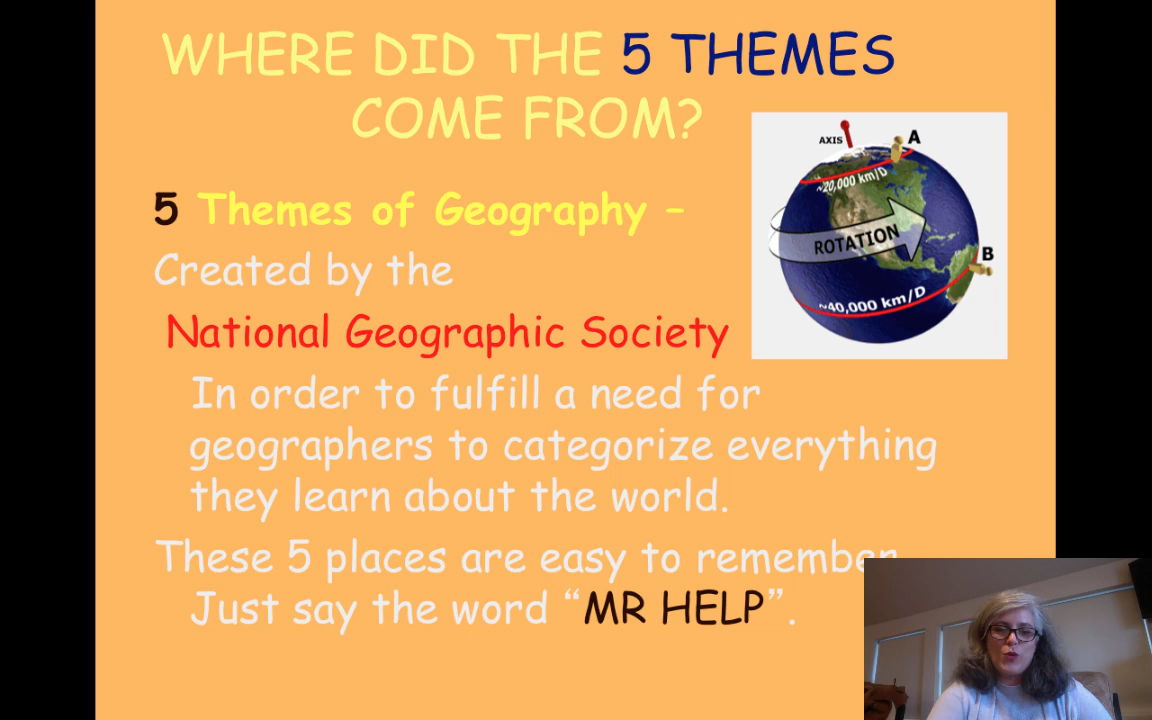 WHERE DID THE 5 THEMES
COME FROM?
5 Themes of Geography –
Created by the
National Geographic Society
In order to fulfill a need for
geographers to categorize everything
they learn about the world.
These 5 places are easy to remember
Just say the word “MR HELP”.
AXIS
A
~20,000 km/D
ROTATION
B
~40,000 km/D